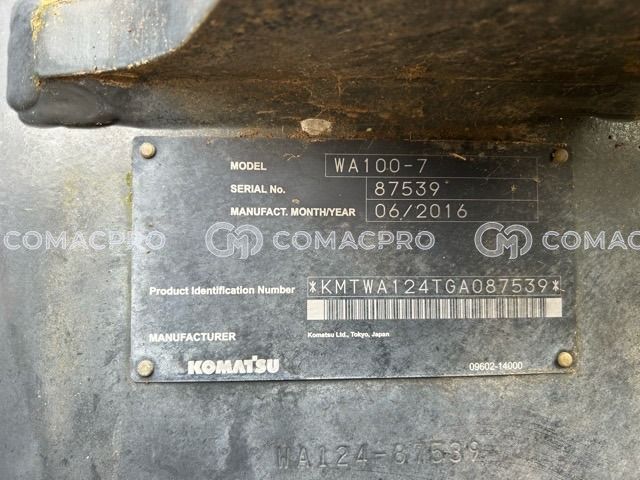 MODEL WA100-7
SERIAL No. 87539
MANUFACT. MONTH/YEAR 06/2016
COMACPRO COMACPRO COMACPRO
Product Identification Number *KMTWA124TGA087539*
MANUFACTURER Komatsu Ltd., Tokyo, Japan
KOMATSU 09602-14000
WA124-87539